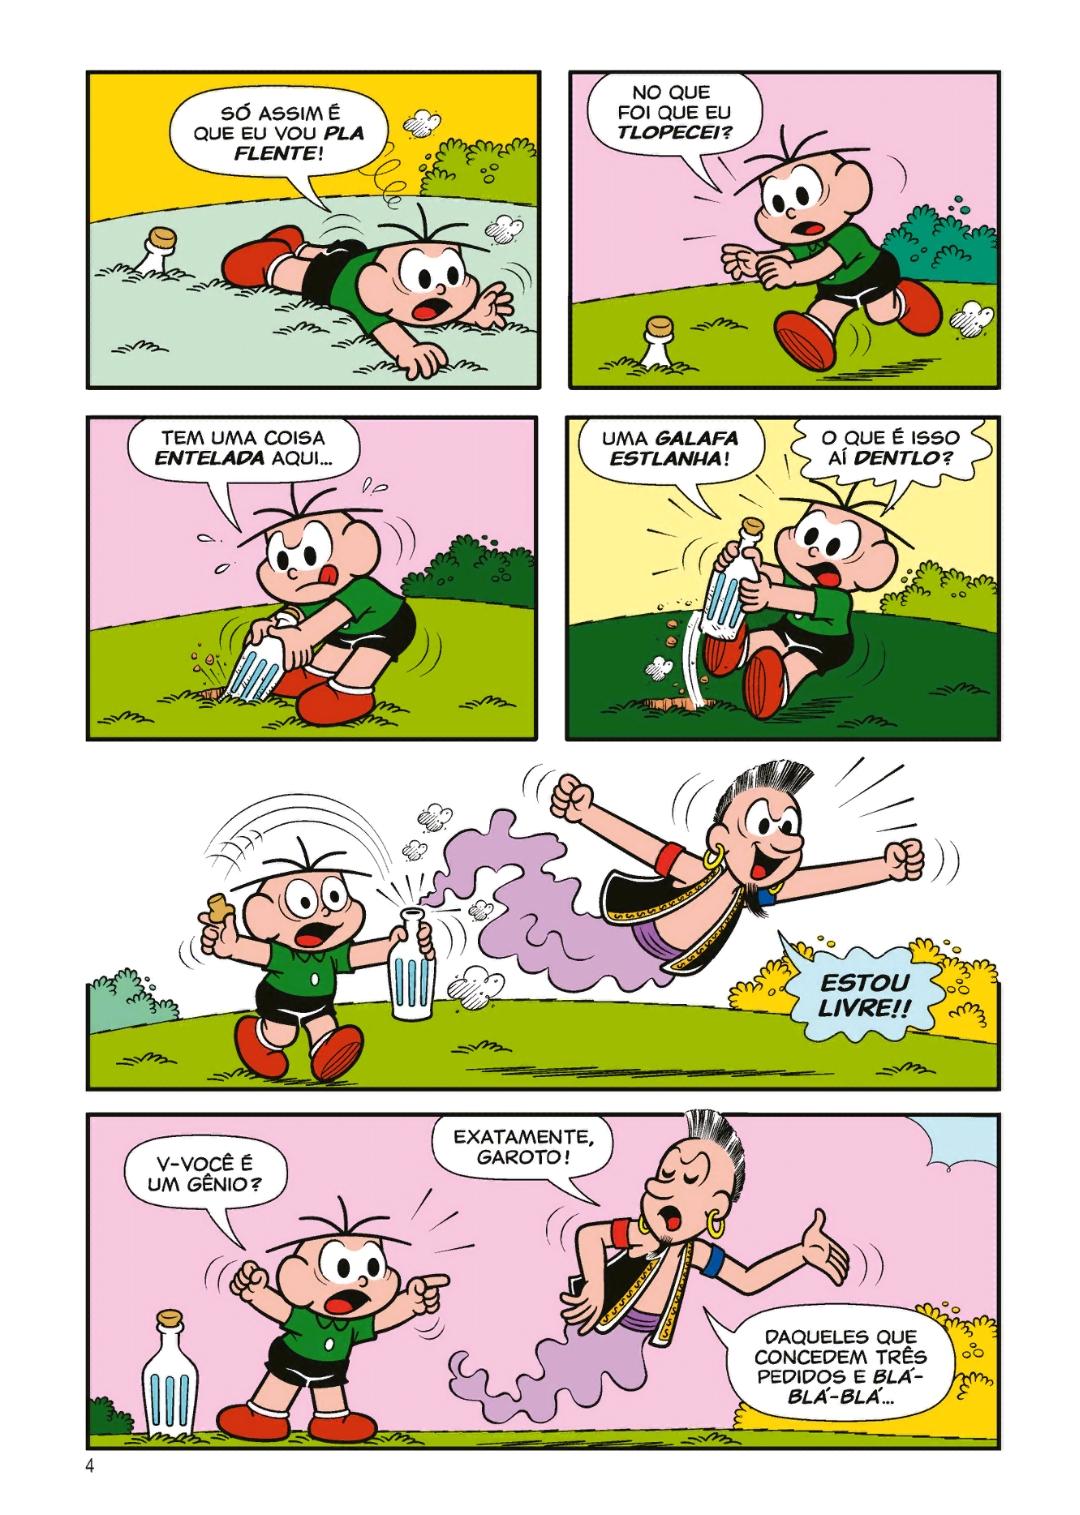 SÓ ASSIM É
QUE EU VOU PLA
FLENTE!
NO QUE
FOI QUE EU
TLOPECEI?
TEM UMA COISA
ENTELADA AQUI...
UMA GALAFA
ESTLANHA!
O QUE É ISSO
AÍ DENTLO?
ESTOU
LIVRE!!
V-VOCÊ É
UM GÊNIO?
EXATAMENTE,
GAROTO!
DAQUELES QUE
CONCEDEM TRÊS
PEDIDOS E BLÁ-
BLÁ-BLÁ...
4